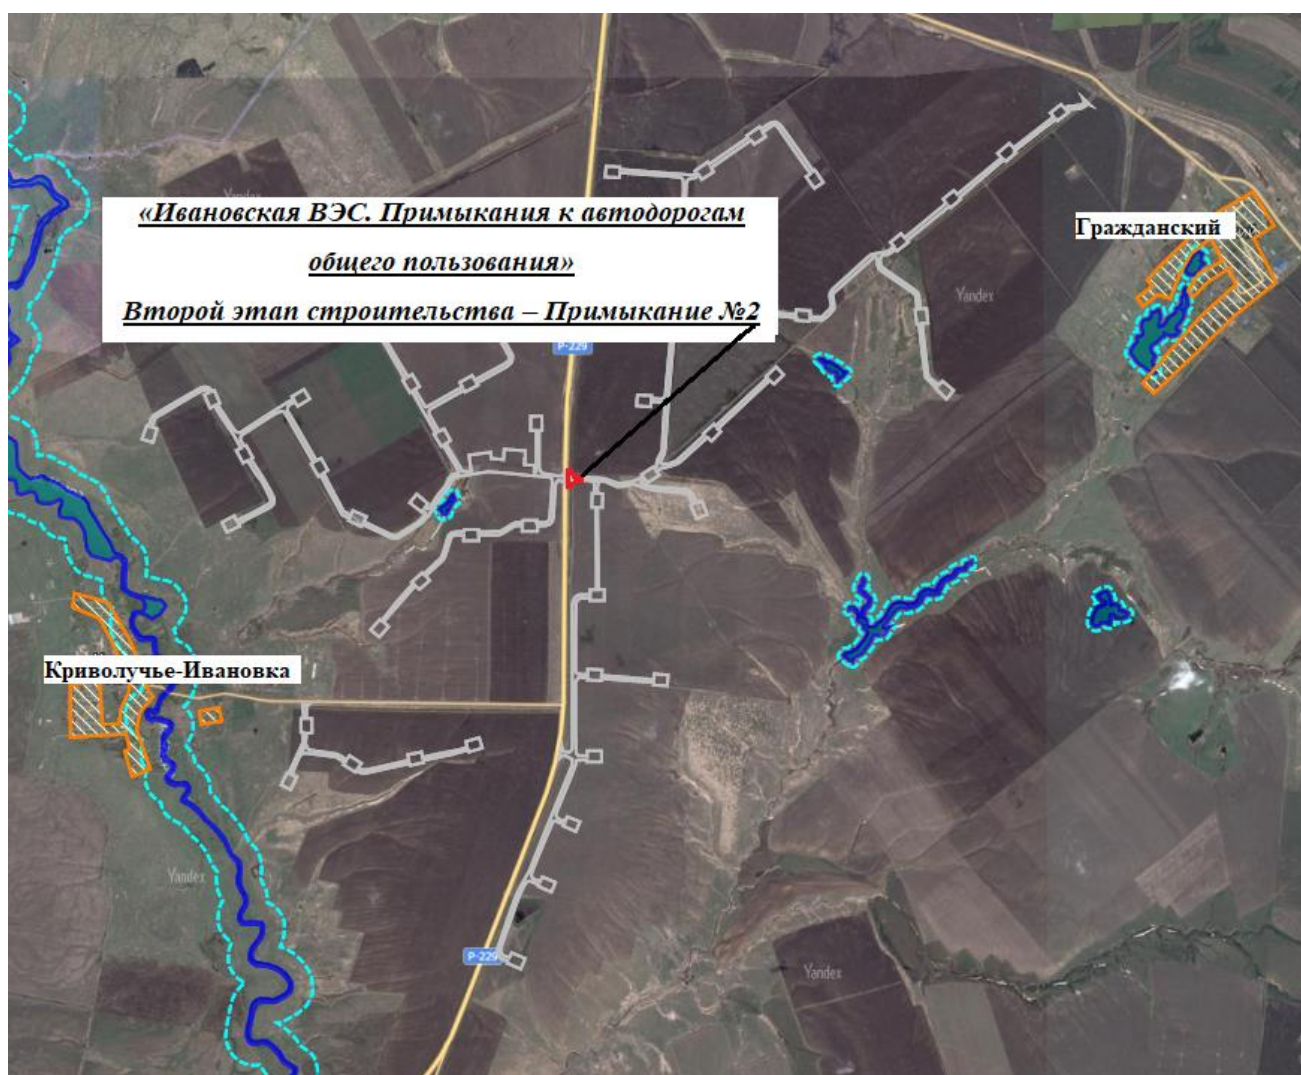 Yandex
«Ивановская ВЭС. Примыкания к автодорогам
общего пользования»
Второй этап строительства – Примыкание №2
Гражданский
Yandex
Р-229
Криволучье-Ивановка
Yandex
Р-229
Yandex